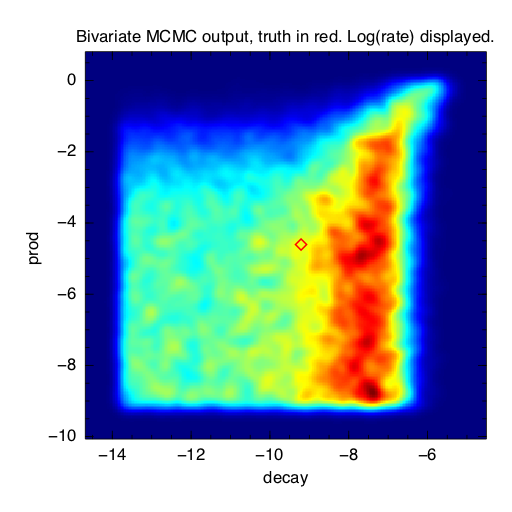 Bivariate MCMC output, truth in red. Log(rate) displayed.
0
−2
−4
−6
−8
−10
prod
−14 −12 −10 −8 −6
decay